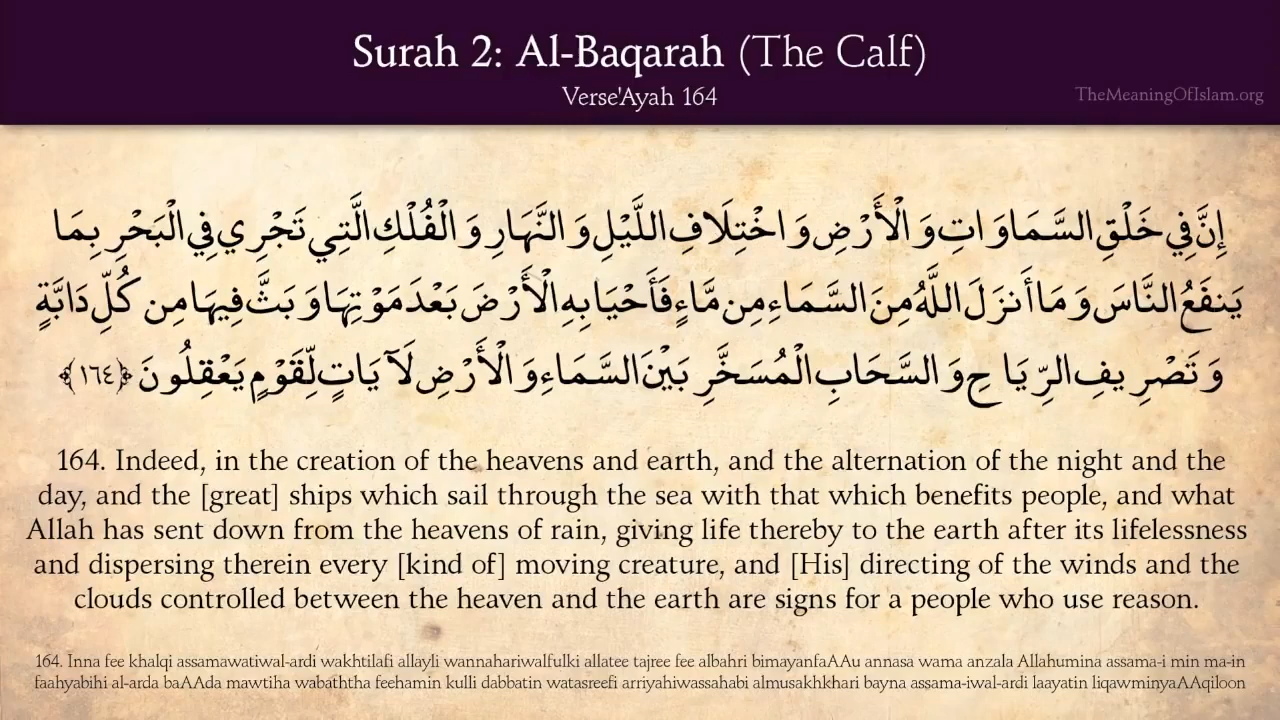 Surah 2: Al-Baqarah (The Calf)
Verse'Ayah 164
TheMeaningOfIslam.org
إِنَّ فِي خَلْقِ السَّمَاوَاتِ وَالْأَرْضِ وَاخْتِلَافِ اللَّيْلِ وَالنَّهَارِ وَالْفُلْكِ الَّتِي تَجْرِي فِي الْبَحْرِ بِمَا
يَنفَعُ النَّاسَ وَمَا أَنزَلَ اللَّهُ مِنَ السَّمَاءِ مِن مَّاءٍ فَأَحْيَا بِهِ الْأَرْضَ بَعْدَ مَوْتِهَا وَبَثَّ فِيهَا مِن كُلِّ دَابَّةٍ
وَتَصْرِيفِ الرِّيَاحِ وَالسَّحَابِ الْمُسَخَّرِ بَيْنَ السَّمَاءِ وَالْأَرْضِ لَآيَاتٍ لِّقَوْمٍ يَعْقِلُونَ ﴿١٦٤﴾
164. Indeed, in the creation of the heavens and earth, and the alternation of the night and the
day, and the [great] ships which sail through the sea with that which benefits people, and what
Allah has sent down from the heavens of rain, giving life thereby to the earth after its lifelessness
and dispersing therein every [kind of] moving creature, and [His] directing of the winds and the
clouds controlled between the heaven and the earth are signs for a people who use reason.
164. Inna fee khalqi assamawatiwal-ardi wakhtilafi allayli wannahariwalfulki allatee tajree fee albahri bimayanfaAAu annasa wama anzala Allahumina assama-i min ma-in
faahyabihi al-arda baAAda mawtiha wabaththa feehamin kulli dabbatin watasreefi arriyahiwassahabi almusakhkhari bayna assama-iwal-ardi laayatin liqawminyaAAqiloon